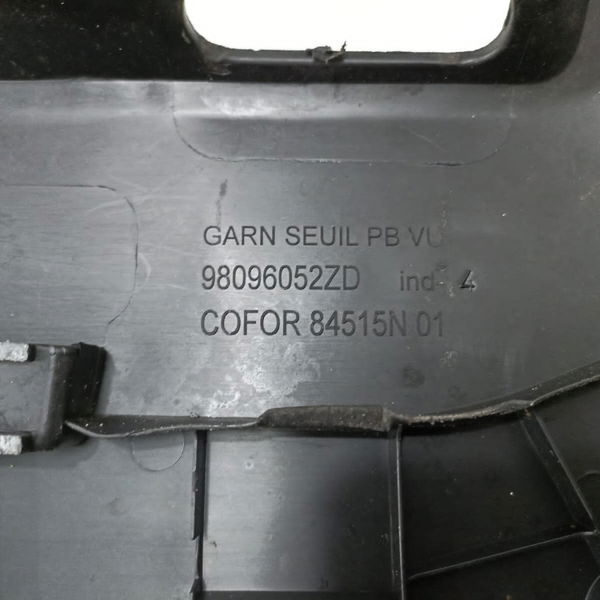 GARN SEUIL PB VU
98096052ZD ind 4
COFOR 84515N 01